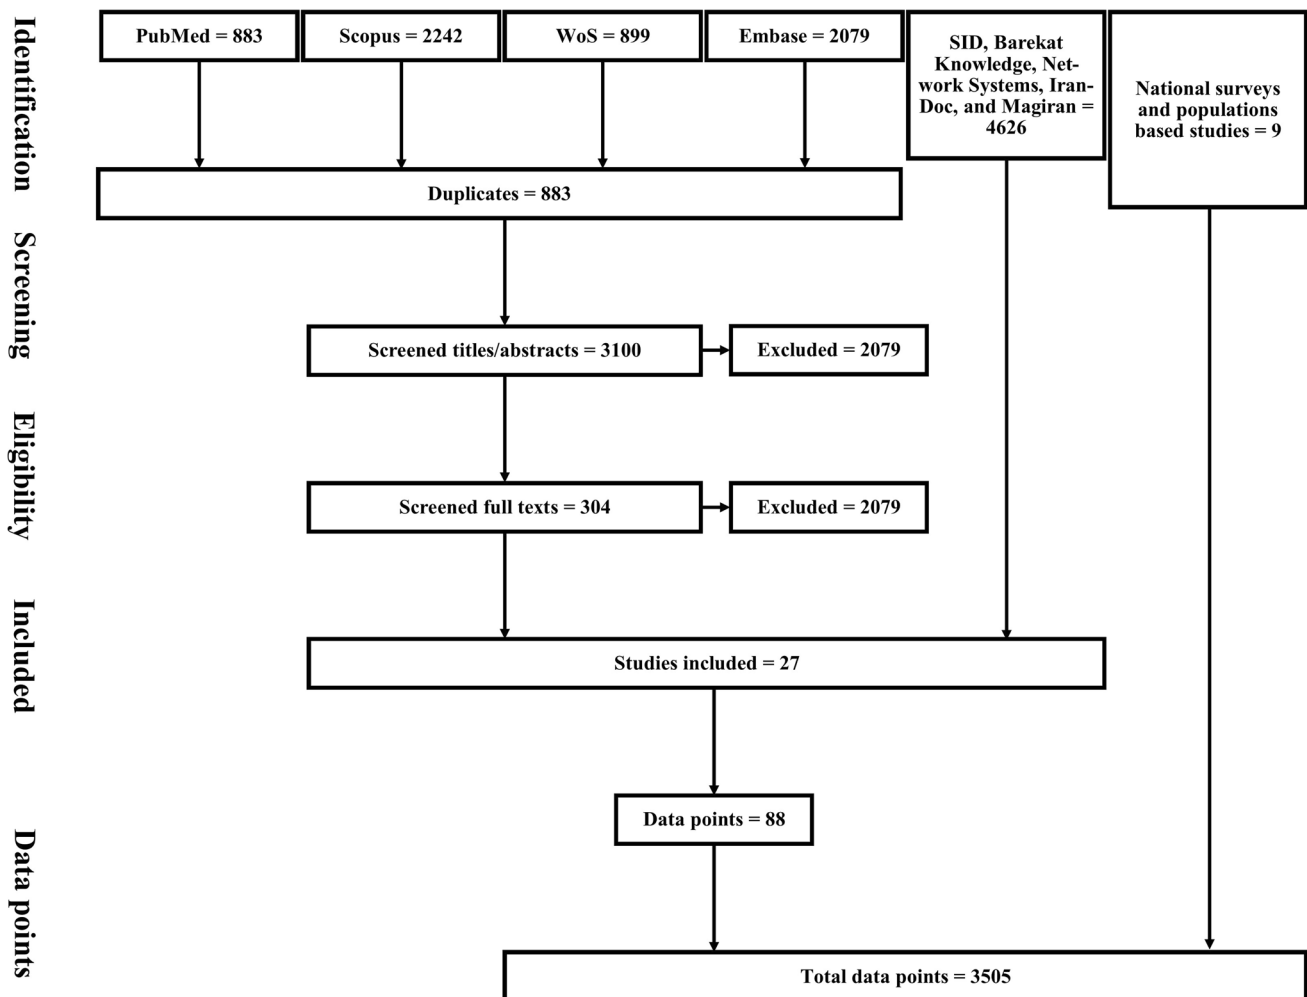 Identification
PubMed = 883
Scopus = 2242
WoS = 899
Embase = 2079
SID, Barekat
Knowledge, Net-
work Systems, Iran-
Doc, and Magiran =
4626
National surveys
and populations
based studies = 9
Duplicates = 883
Screening
Screened titles/abstracts = 3100
Excluded = 2079
Eligibility
Screened full texts = 304
Excluded = 2079
Included
Studies included = 27
Data points
Data points = 88
Total data points = 3505